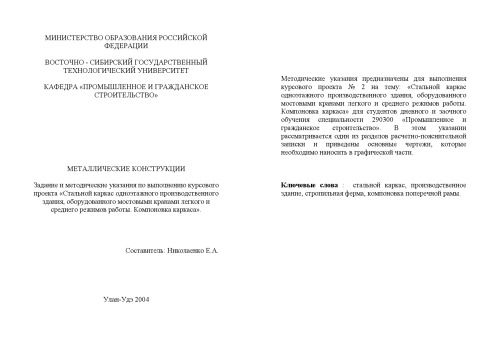 МИНИСТЕРСТВО ОБРАЗОВАНИЯ РОССИЙСКОЙ
ФЕДЕРАЦИИ
ВОСТОЧНО - СИБИРСКИЙ ГОСУДАРСТВЕННЫЙ
ТЕХНОЛОГИЧЕСКИЙ УНИВЕРСИТЕТ
КАФЕДРА «ПРОМЫШЛЕННОЕ И ГРАЖДАНСКОЕ
СТРОИТЕЛЬСТВО»
МЕТАЛЛИЧЕСКИЕ КОНСТРУКЦИИ
Задание и методические указания по выполнению курсового
проекта «Стальной каркас одноэтажного производственного
здания, оборудованного мостовыми кранами легкого и
среднего режимов работы. Компоновка каркаса».
Составитель: Николаенко Е.А.
Улан-Удэ 2004
Методические указания предназначены для выполнения
курсового проекта № 2 на тему: «Стальной каркас
одноэтажного производственного здания, оборудованного
мостовыми кранами легкого и среднего режимов работы.
Компоновка каркаса» для студентов дневного и заочного
обучения специальности 290300 «Промышленное и
гражданское строительство». В этом указании
рассматривается один из разделов расчетно-пояснительной
записки и приведены основные чертежи, которые
необходимо наносить в графической части.
Ключевые слова : стальной каркас, производственное
здание, стропильная ферма, компоновка поперечной рамы.